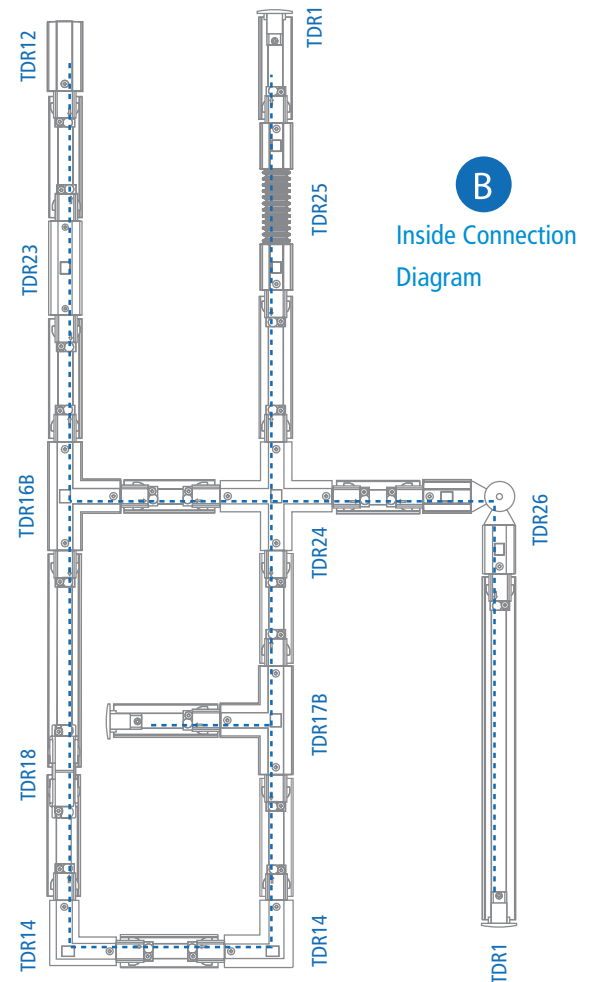 TDR12
TDR1
B
TDR25
Inside Connection
Diagram
TDR23
TDR16B
TDR24
TDR26
TDR17B
TDR18
TDR14
TDR14
TDR1